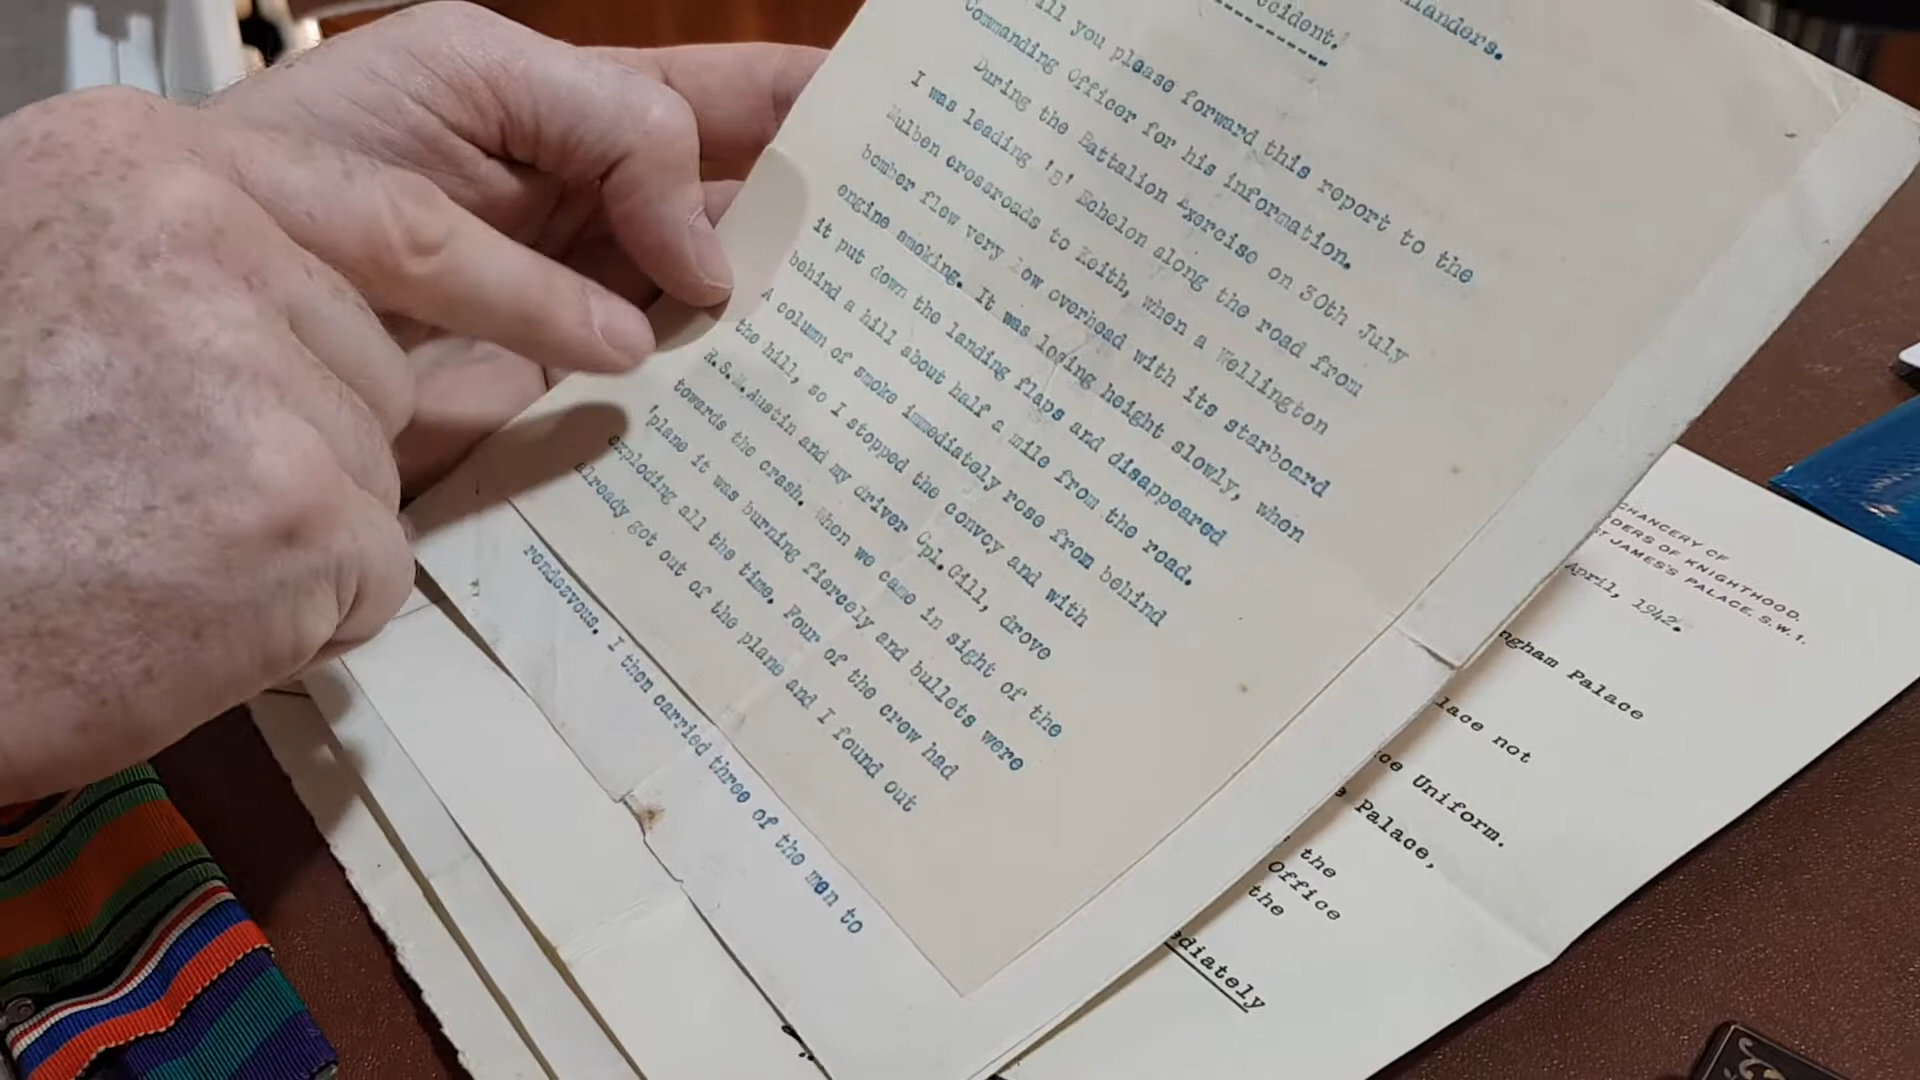 landers.
ccident.
ill you please forward this report to the
Commanding Officer for his information.
During the Battalion Exercise on 30th July
I was leading 'B' Echelon along the road from
Mulben crossroads to Keith, when a Wellington
bomber flew very low overhead with its starboard
engine smoking. It was losing height slowly, when
it put down the landing flaps and disappeared
behind a hill about half a mile from the road.
A column of smoke immediately rose from behind
the hill, so I stopped the convoy and with
R.S.M.Austin and my driver Cpl.Gill, drove
towards the crash. When we came in sight of the
'plane it was burning fiercely and bullets were
exploding all the time. Four of the crew had
already got out of the plane and I found out
rendezvous. I then carried three of the men to
CHANCERY OF
DERS OF KNIGHTHOOD,
ST JAMES'S PALACE, S.W.1.
April, 1942.
ngham Palace
lace not
ice Uniform.
e Palace,
the
Office
the
ediately